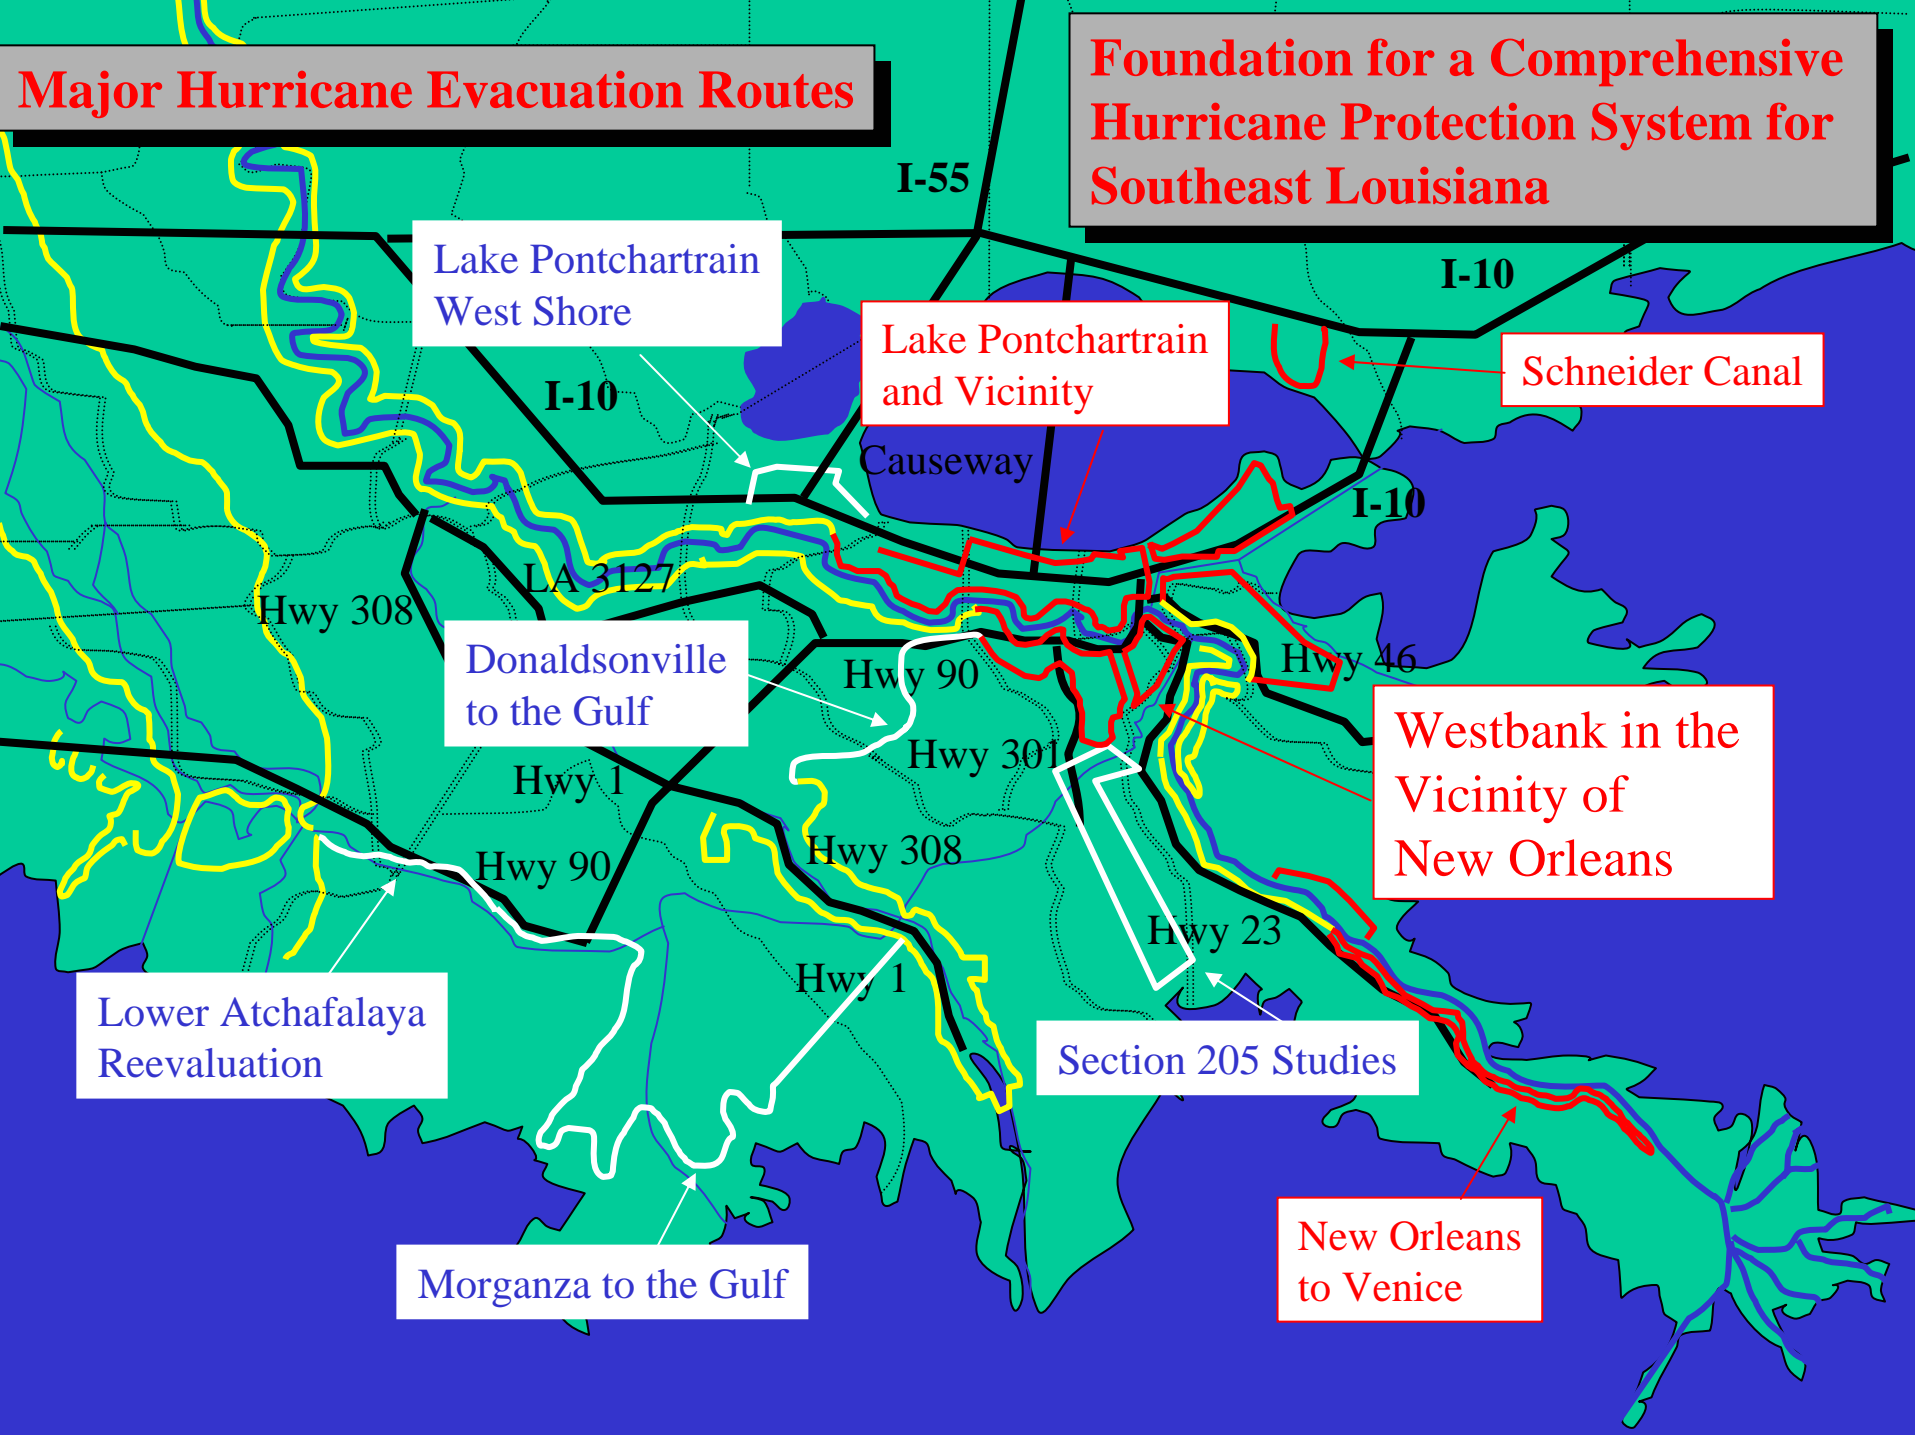 Major Hurricane Evacuation Routes
Foundation for a Comprehensive
Hurricane Protection System for
Southeast Louisiana
I-55
Lake Pontchartrain
West Shore
I-10
Lake Pontchartrain
and Vicinity
Schneider Canal
I-10
Causeway
I-10
LA 3127
Hwy 308
Donaldsonville
to the Gulf
Hwy 90
Hwy 46
Westbank in the
Vicinity of
New Orleans
Hwy 301
Hwy 1
Hwy 308
Hwy 90
Hwy 23
Hwy 1
Lower Atchafalaya
Reevaluation
Section 205 Studies
New Orleans
to Venice
Morganza to the Gulf